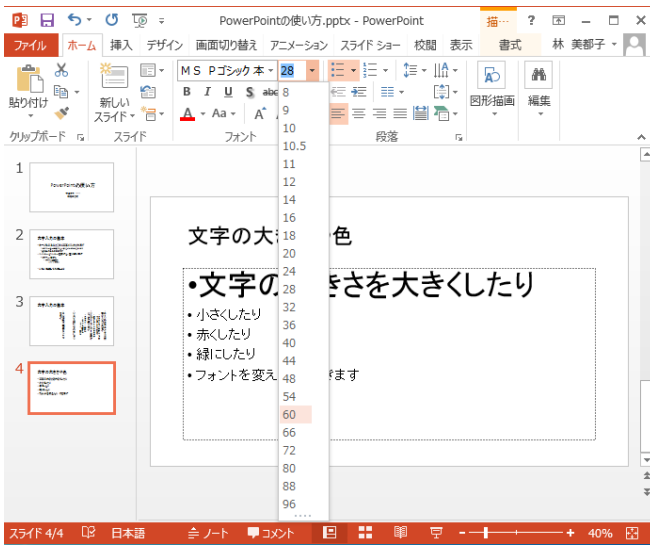 PowerPointの使い方.pptx - PowerPoint
描…
?
ファイル ホーム 挿入 デザイン 画面切り替え アニメーション スライド ショー 校閲 表示 書式 林 美都子
貼り付け
新しい
スライド
クリップボード
スライド
ＭＳ Ｐゴシック 本
28
B I U S abc
A Aa A
フォント
段落
図形描画
編集
8
9
10
10.5
11
12
14
16
18
20
24
28
32
36
40
44
48
54
60
66
72
80
88
96
1
PowerPointの使い方
2
3
4
文字の大
色
•文字の
きさを大きくしたり
• 小さくしたり
• 赤くしたり
• 緑にしたり
• フォントを変え
ぎます
スライド 4/4 日本語 ノート コメント 40%